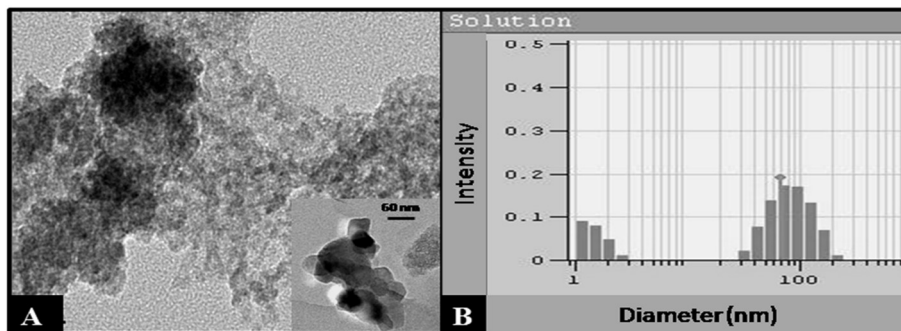 60 nm
A
Solution
Intensity
0.5
0.4
0.3
0.2
0.1
0
1
100
Diameter (nm)
B